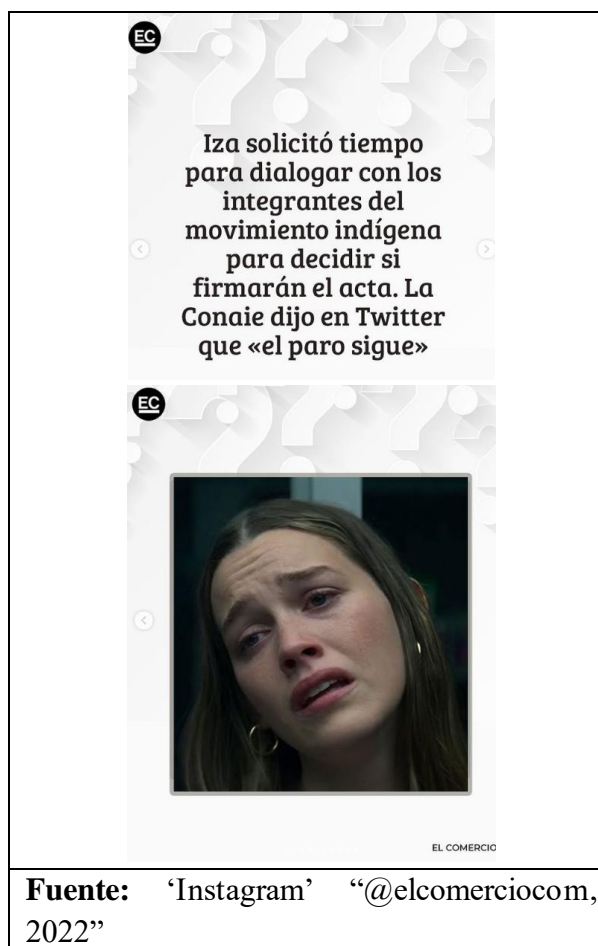 EC
Iza solicitó tiempo
para dialogar con los
integrantes del
movimiento indígena
para decidir si
firmarán el acta. La
Conaie dijo en Twitter
que «el paro sigue»
EC
EL COMERCIO
Fuente: ‘Instagram’ “@elcomerciocom,
2022”